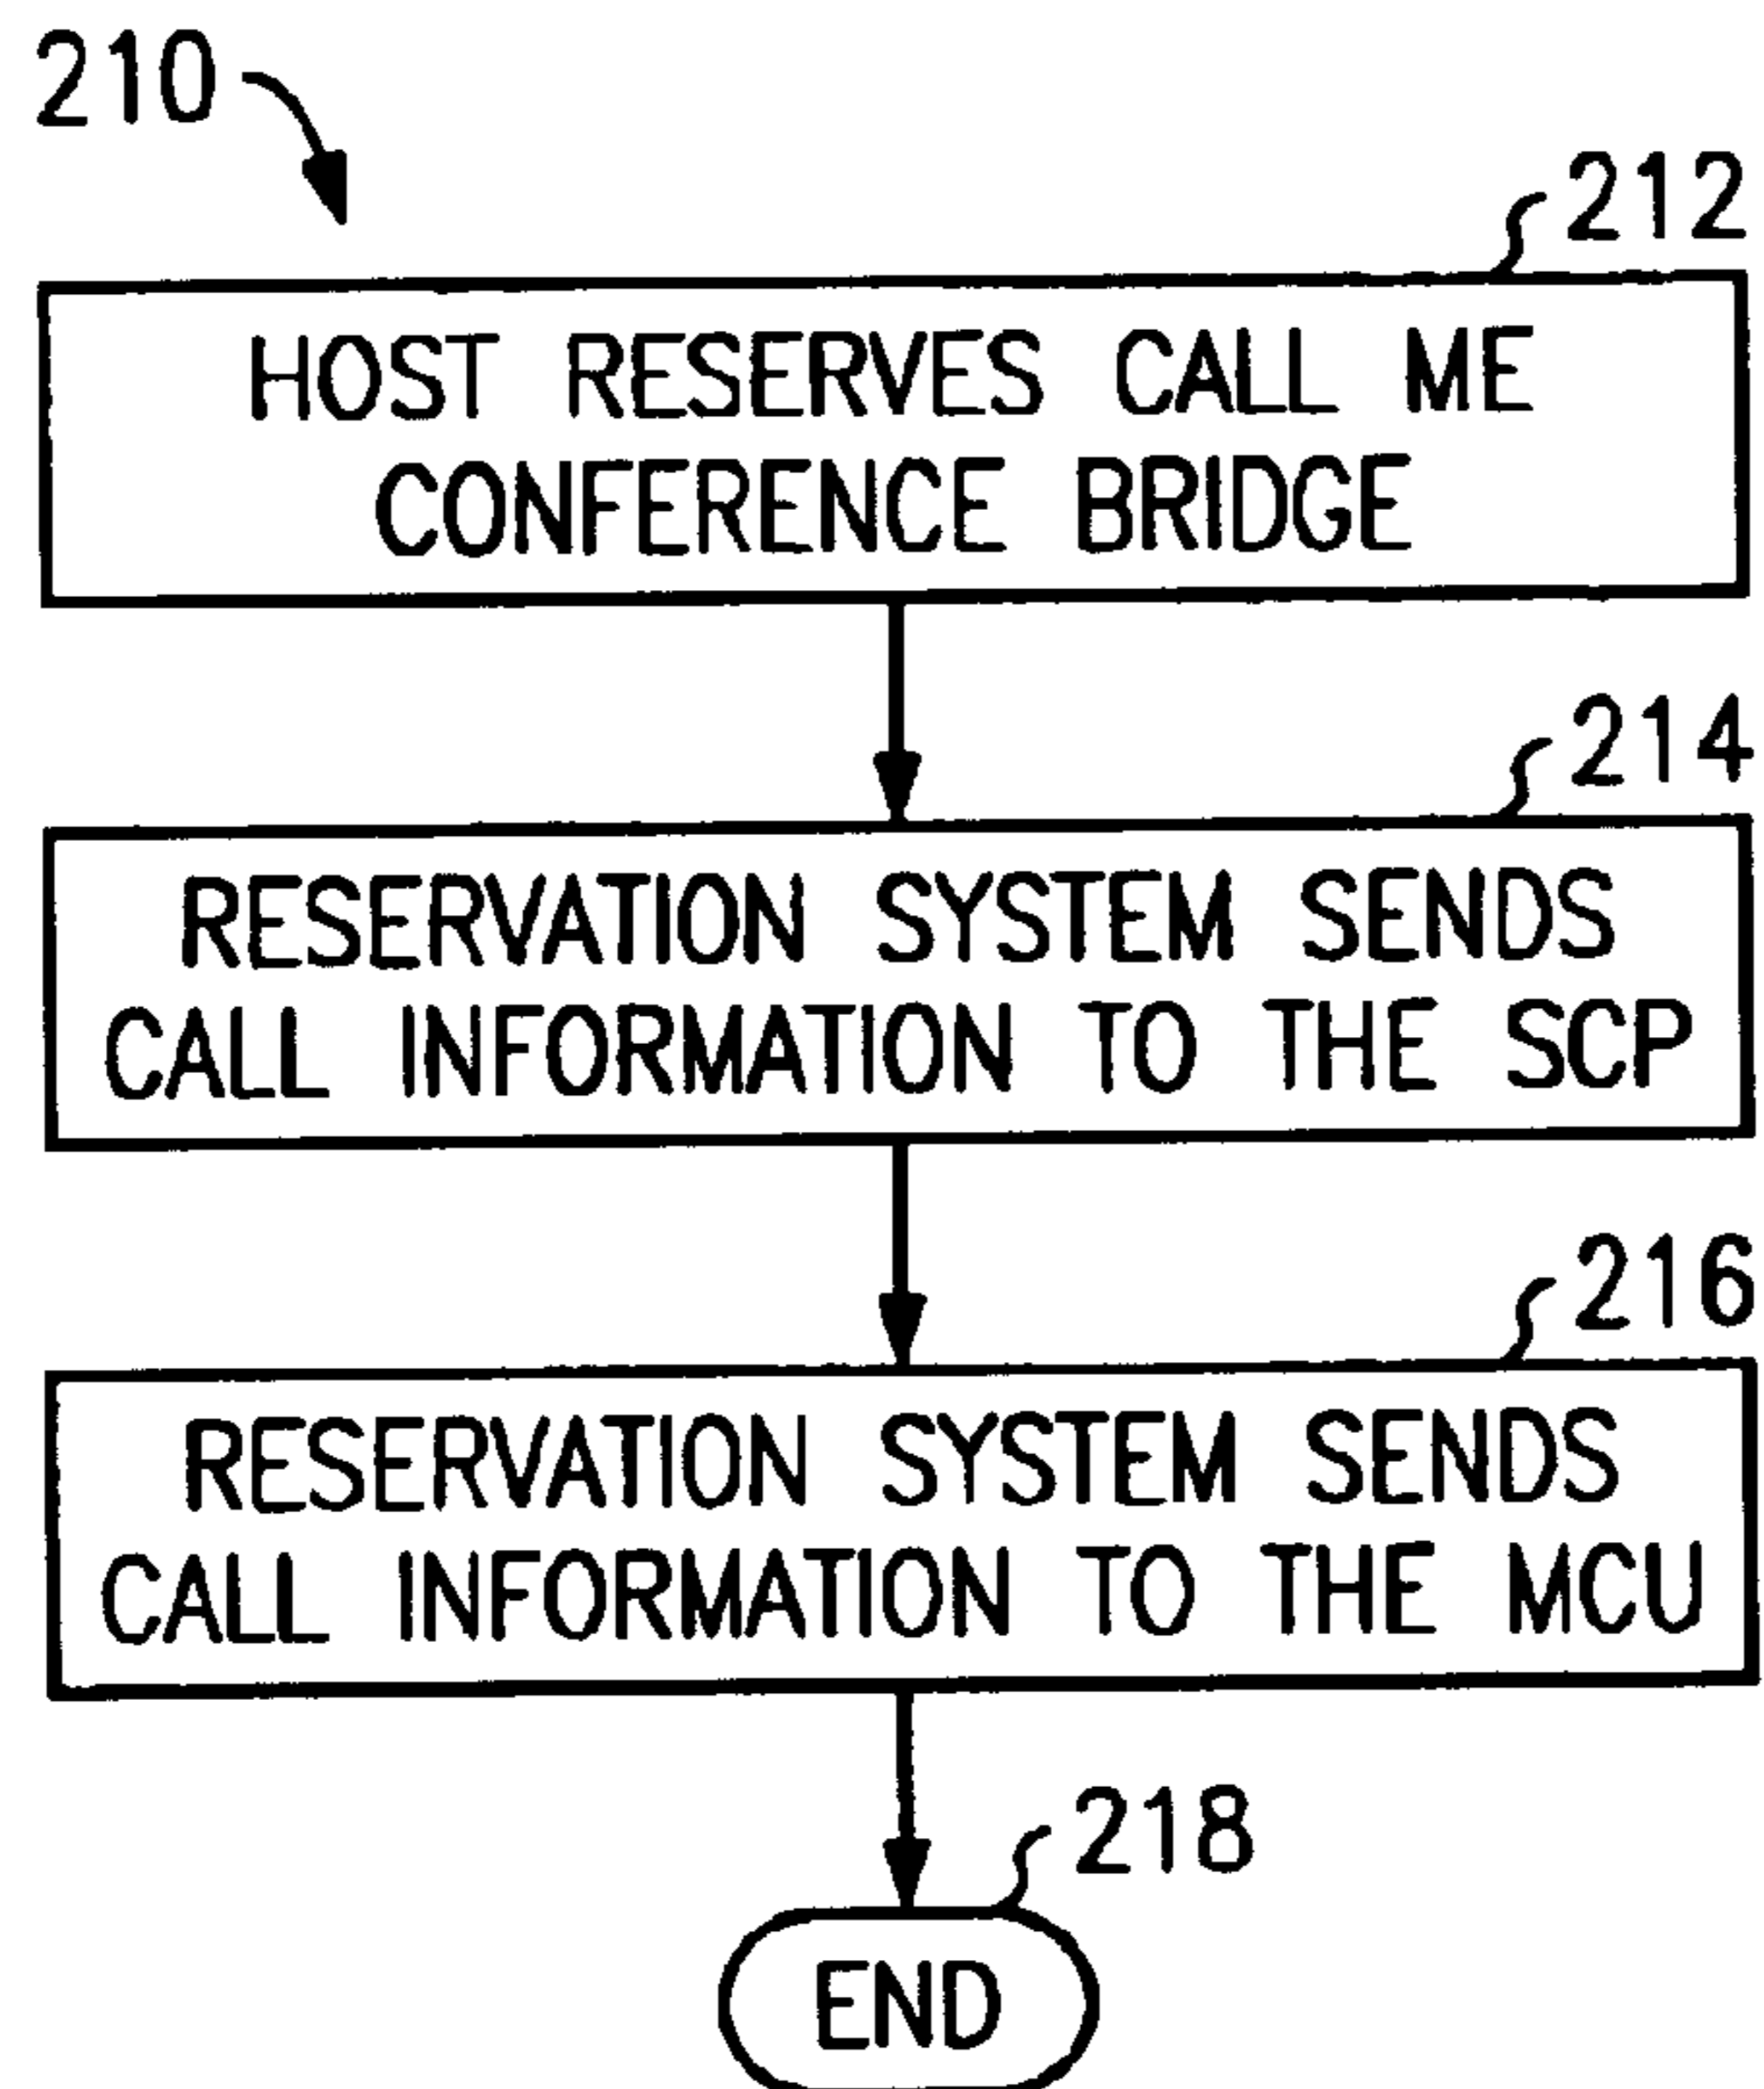 210
212
HOST RESERVES CALL ME
CONFERENCE BRIDGE
214
RESERVATION SYSTEM SENDS
CALL INFORMATION TO THE SCP
216
RESERVATION SYSTEM SENDS
CALL INFORMATION TO THE MCU
218
END